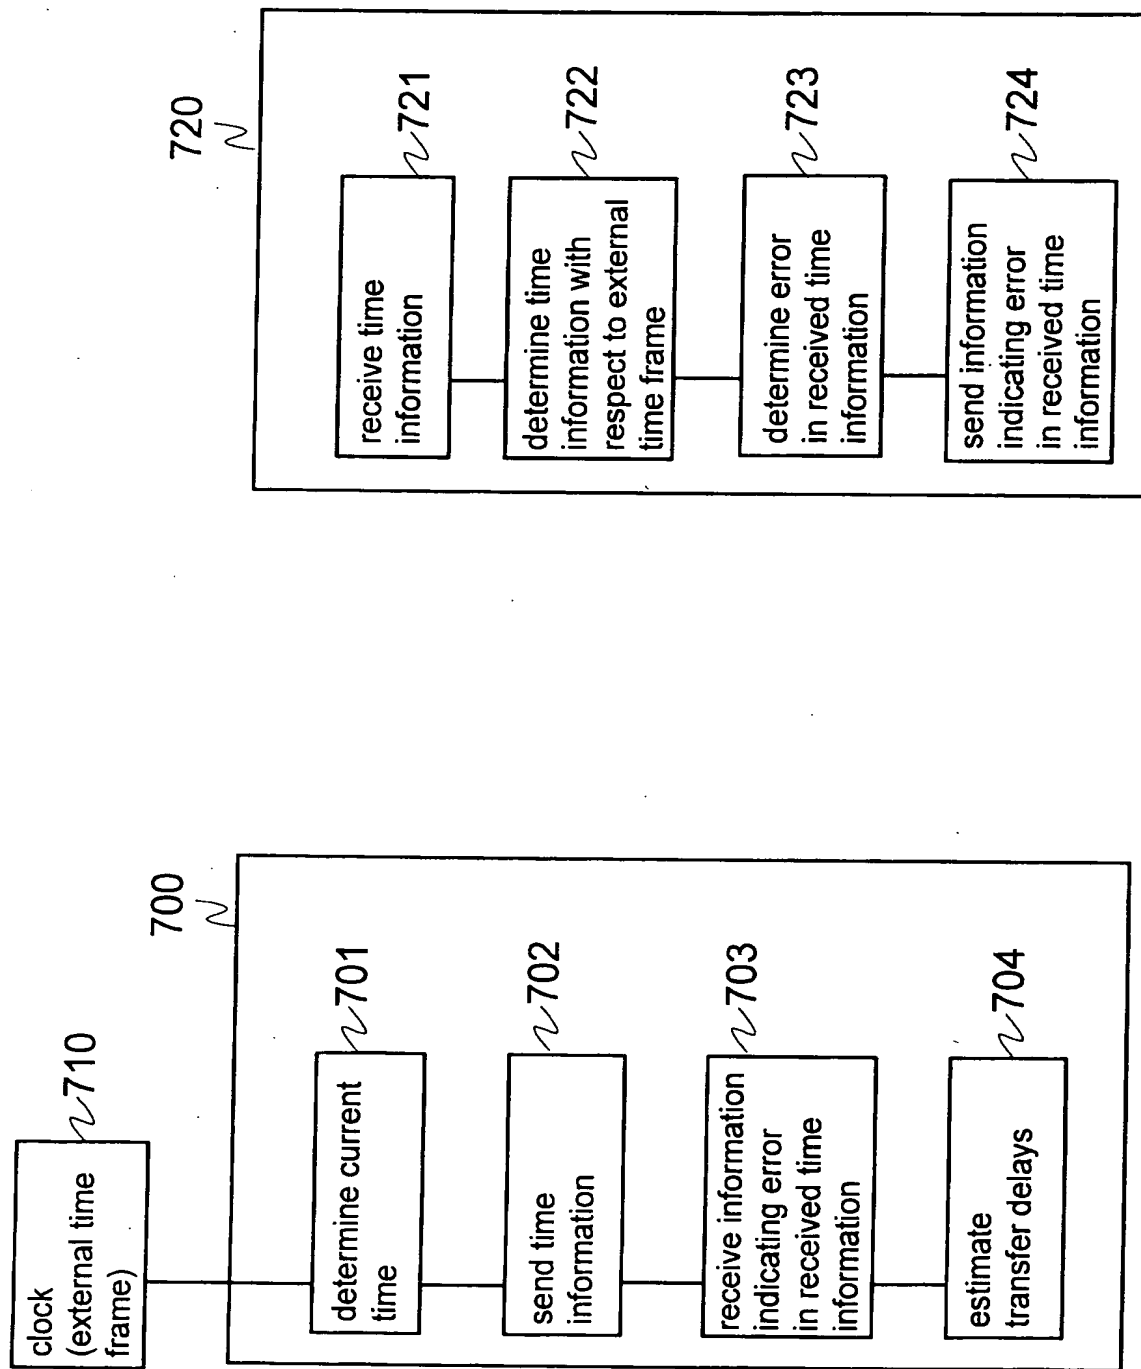 clock
(external time
frame)
710
700
determine current
time
701
send time
information
702
receive information
indicating error
in received time
information
703
estimate
transfer delays
704
720
receive time
information
721
determine time
information with
respect to external
time frame
722
determine error
in received time
information
723
send information
indicating error
in received time
information
724